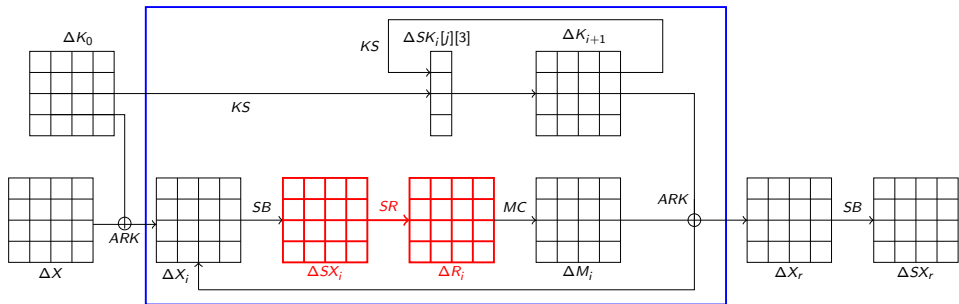 ΔK₀
KS
ΔSKᵢ[j][3]
ΔKᵢ₊₁
KS
SB
SR
MC
ARK
SB
ARK
ΔX
ΔXᵢ
ΔSXᵢ
ΔRᵢ
ΔMᵢ
ΔXᵣ
ΔSXᵣ